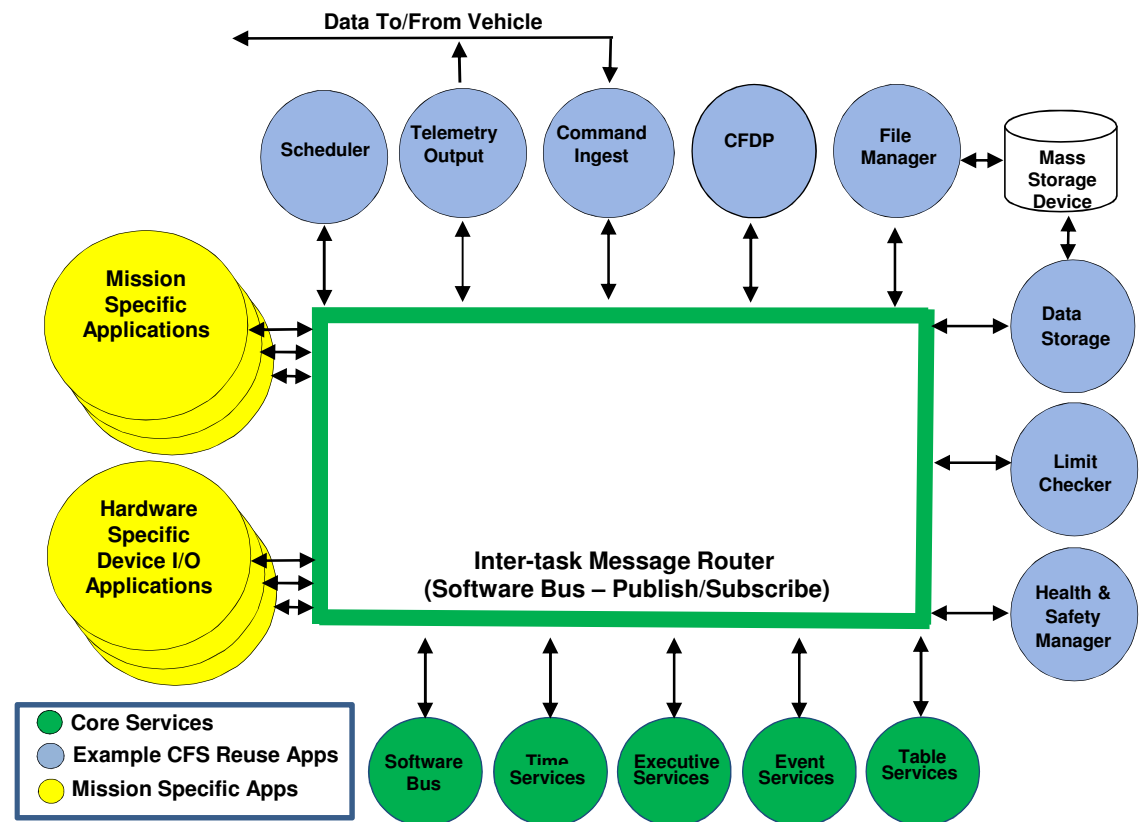 Data To/From Vehicle
Scheduler
Telemetry
Output
Command
Ingest
CFDP
File
Manager
Mass
Storage
Device
Mission
Specific
Applications
Data
Storage
Limit
Checker
Hardware
Specific
Device I/O
Applications
Inter-task Message Router
(Software Bus – Publish/Subscribe)
Health &
Safety
Manager
Core Services
Example CFS Reuse Apps
Mission Specific Apps
Software
Bus
Time
Services
Executive
Services
Event
Services
Table
Services